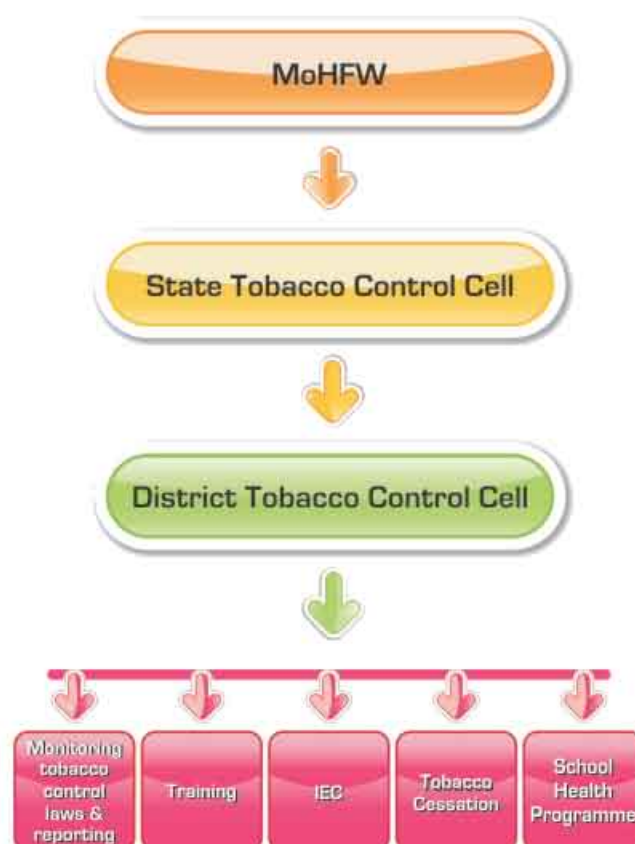 MoHFW
State Tobacco Control Cell
District Tobacco Control Cell
Monitoring
tobacco
control
laws &
reporting
Training
IEC
Tobacco
Cessation
School
Health
Programme